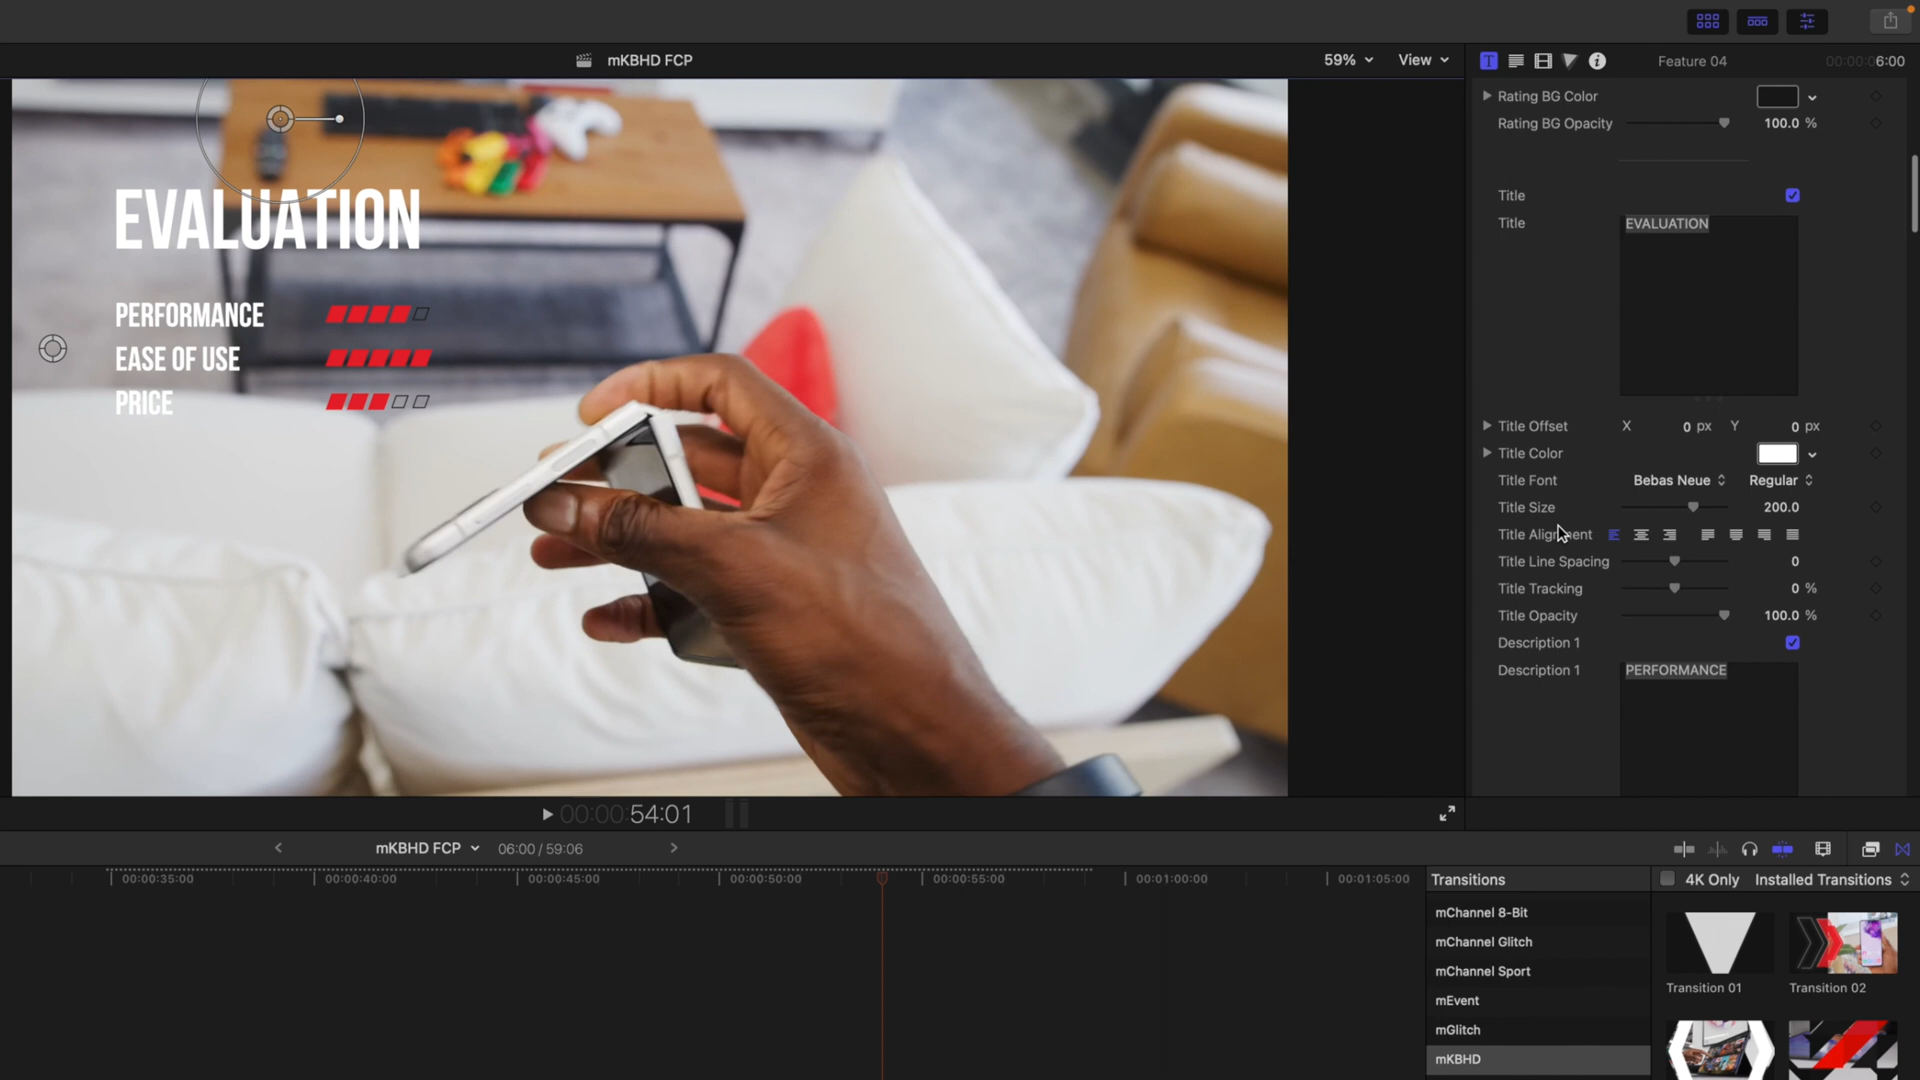 mKBHD FCP
59%
View
Feature 04
00:00:06:00
EVALUATION
PERFORMANCE
EASE OF USE
PRICE
Rating BG Color
Rating BG Opacity 100.0 %
Title
Title EVALUATION
Title Offset X 0 px Y 0 px
Title Color
Title Font Bebas Neue Regular
Title Size 200.0
Title Alignment
Title Line Spacing 0
Title Tracking 0 %
Title Opacity 100.0 %
Description 1
Description 1 PERFORMANCE
00:00:54:01
mKBHD FCP 06:00 / 59:06
00:00:35:00 00:00:40:00 00:00:45:00 00:00:50:00 00:00:55:00 00:01:00:00 00:01:05:00
Transitions
4K Only
Installed Transitions
mChannel 8-Bit
mChannel Glitch
mChannel Sport
mEvent
mGlitch
mKBHD
Transition 01
Transition 02